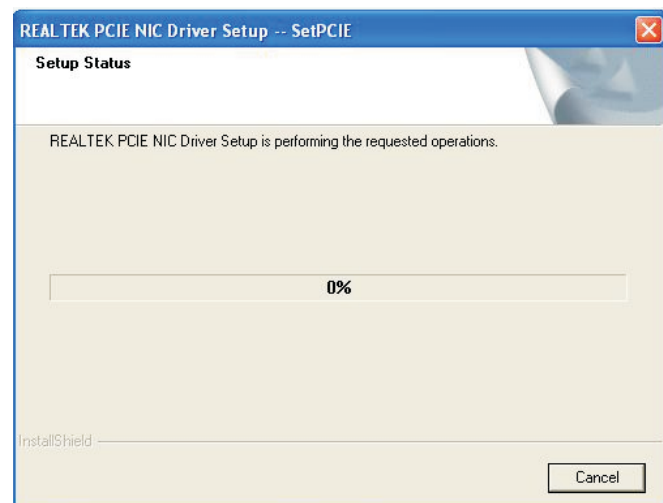 REALTEK PCIE NIC Driver Setup -- SetPCIE
Setup Status
REALTEK PCIE NIC Driver Setup is performing the requested operations.
0%
InstallShield
Cancel